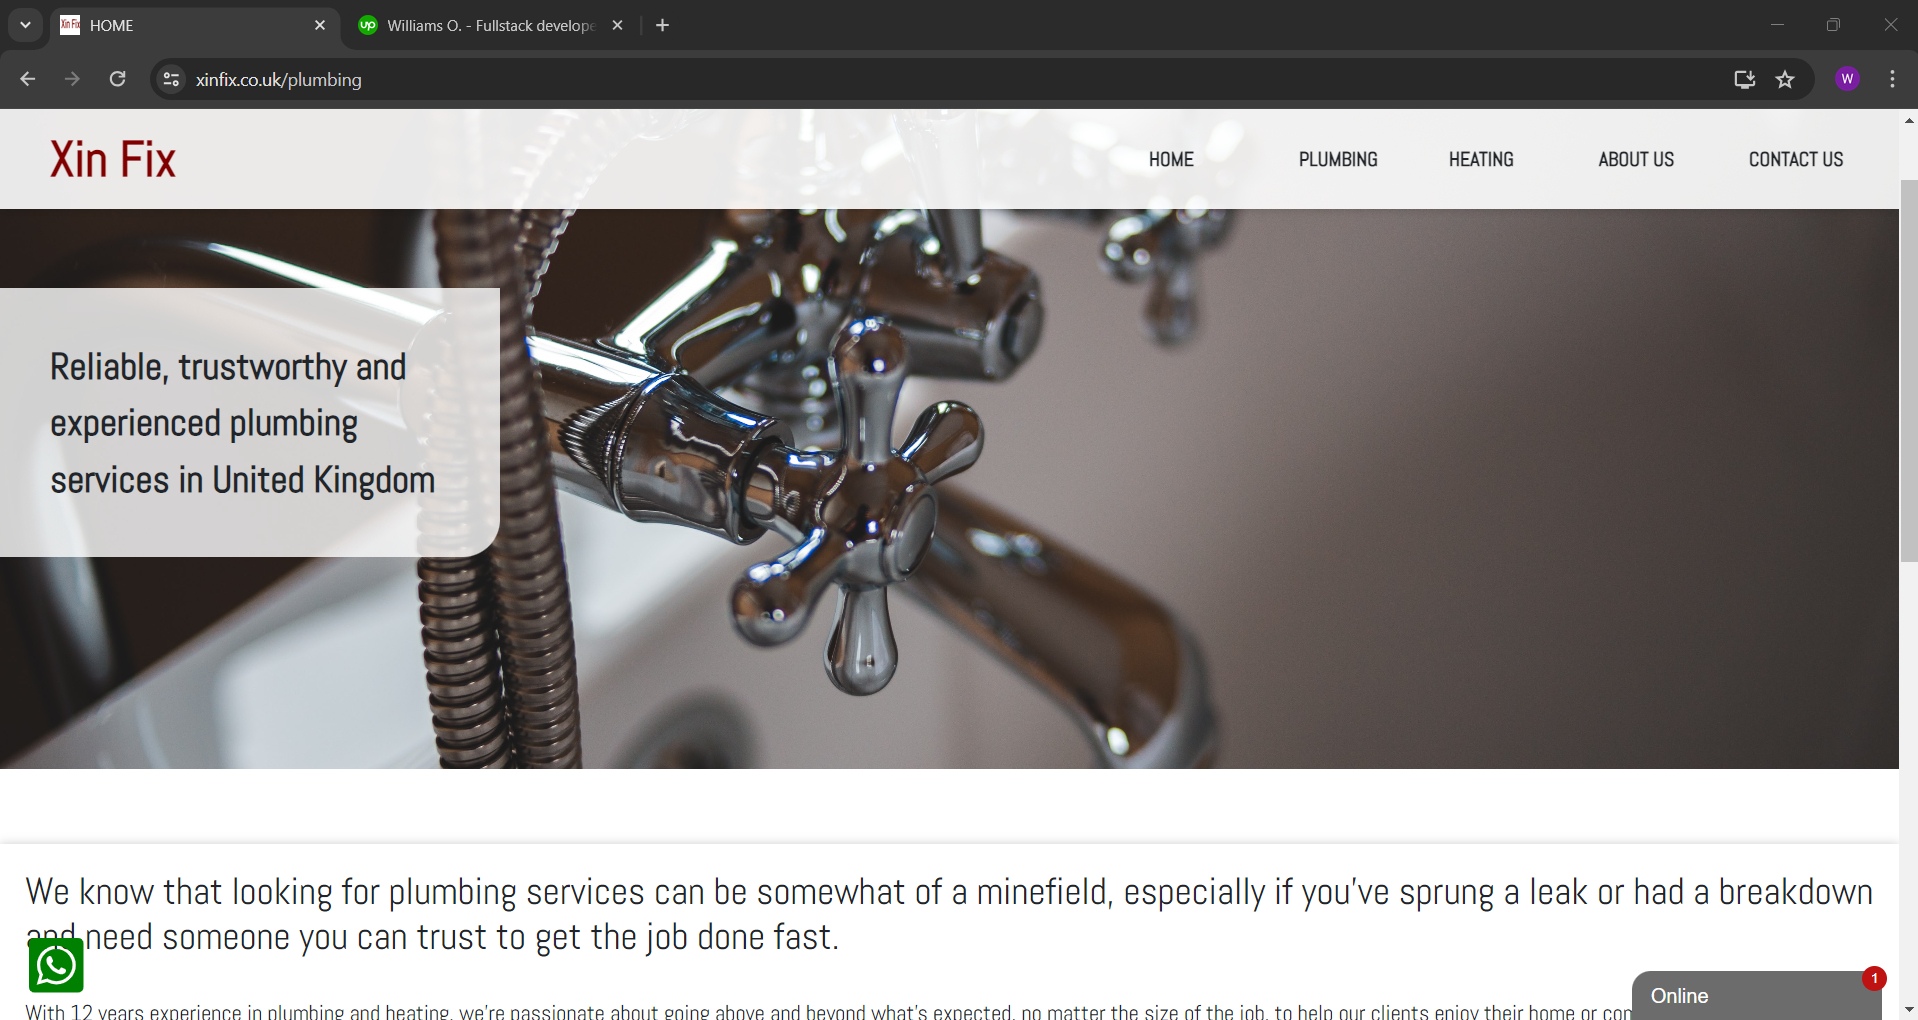 HOME
Williams O. - Fullstack develope
xinfix.co.uk/plumbing
W
Xin Fix
HOME PLUMBING HEATING ABOUT US CONTACT US
Reliable, trustworthy and
experienced plumbing
services in United Kingdom
We know that looking for plumbing services can be somewhat of a minefield, especially if you've sprung a leak or had a breakdown
and need someone you can trust to get the job done fast.
With 12 years experience in plumbing and heating, we're passionate about going above and beyond what's expected, no matter the size of the job, to help our clients enjoy their home or
Online
1